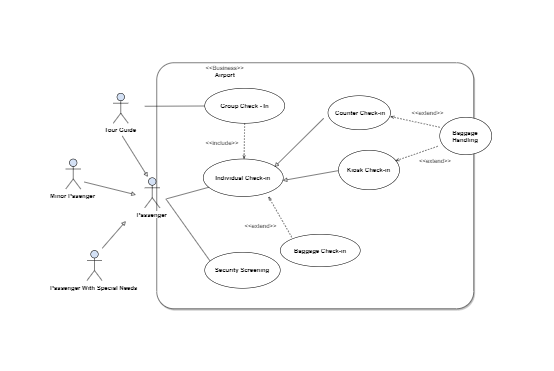 <<Business>>
Airport
Group Check - In
Tour Guide
Counter Check-in
<<extend>>
Baggage
Handling
<<include>>
<<extend>>
Minor Passenger
Individual Check-in
Kiosk Check-in
Passenger
<<extend>>
Baggage Check-in
Security Screening
Passenger With Special Needs